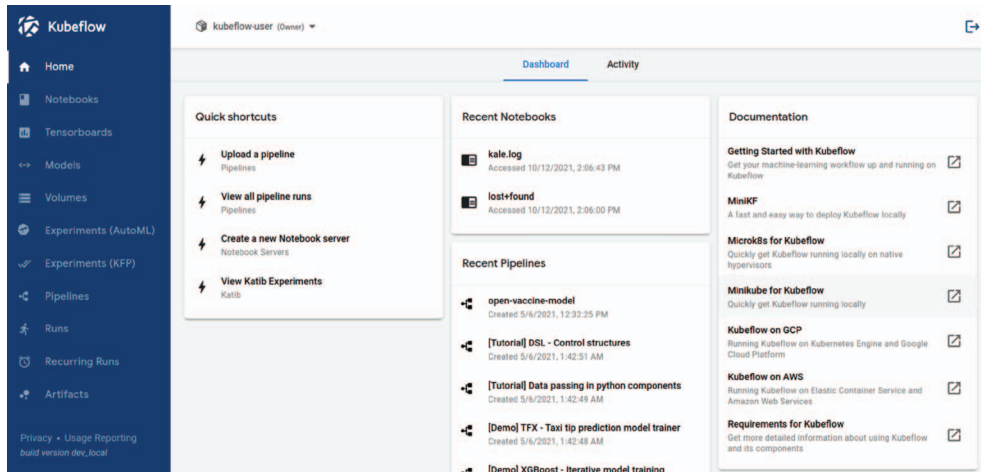 Kubeflow
Home
Notebooks
Tensorboards
Models
Volumes
Experiments (AutoML)
Experiments (KFP)
Pipelines
Runs
Recurring Runs
Artifacts
Privacy • Usage Reporting
build version dev_local
kubeflow-user (Owner)
Dashboard
Activity
Quick shortcuts
Upload a pipeline
Pipelines
View all pipeline runs
Pipelines
Create a new Notebook server
Notebook Servers
View Katib Experiments
Katib
Recent Notebooks
kale.log
Accessed 10/12/2021, 2:06:43 PM
lost+found
Accessed 10/12/2021, 2:06:00 PM
Recent Pipelines
open-vaccine-model
Created 5/6/2021, 12:32:25 PM
[Tutorial] DSL - Control structures
Created 5/6/2021, 1:42:51 AM
[Tutorial] Data passing in python components
Created 5/6/2021, 1:42:49 AM
[Demo] TFX - Taxi tip prediction model trainer
Created 5/6/2021, 1:42:48 AM
[Demo] XGBoost - Iterative model training
Documentation
Getting Started with Kubeflow
Get your machine-learning workflow up and running on
Kubeflow
MiniKF
A fast and easy way to deploy Kubeflow locally
Microk8s for Kubeflow
Quickly get Kubeflow running locally on native
hypervisors
Minikube for Kubeflow
Quickly get Kubeflow running locally
Kubeflow on GCP
Running Kubeflow on Kubernetes Engine and Google
Cloud Platform
Kubeflow on AWS
Running Kubeflow on Elastic Container Service and
Amazon Web Services
Requirements for Kubeflow
Get more detailed information about using Kubeflow
and its components